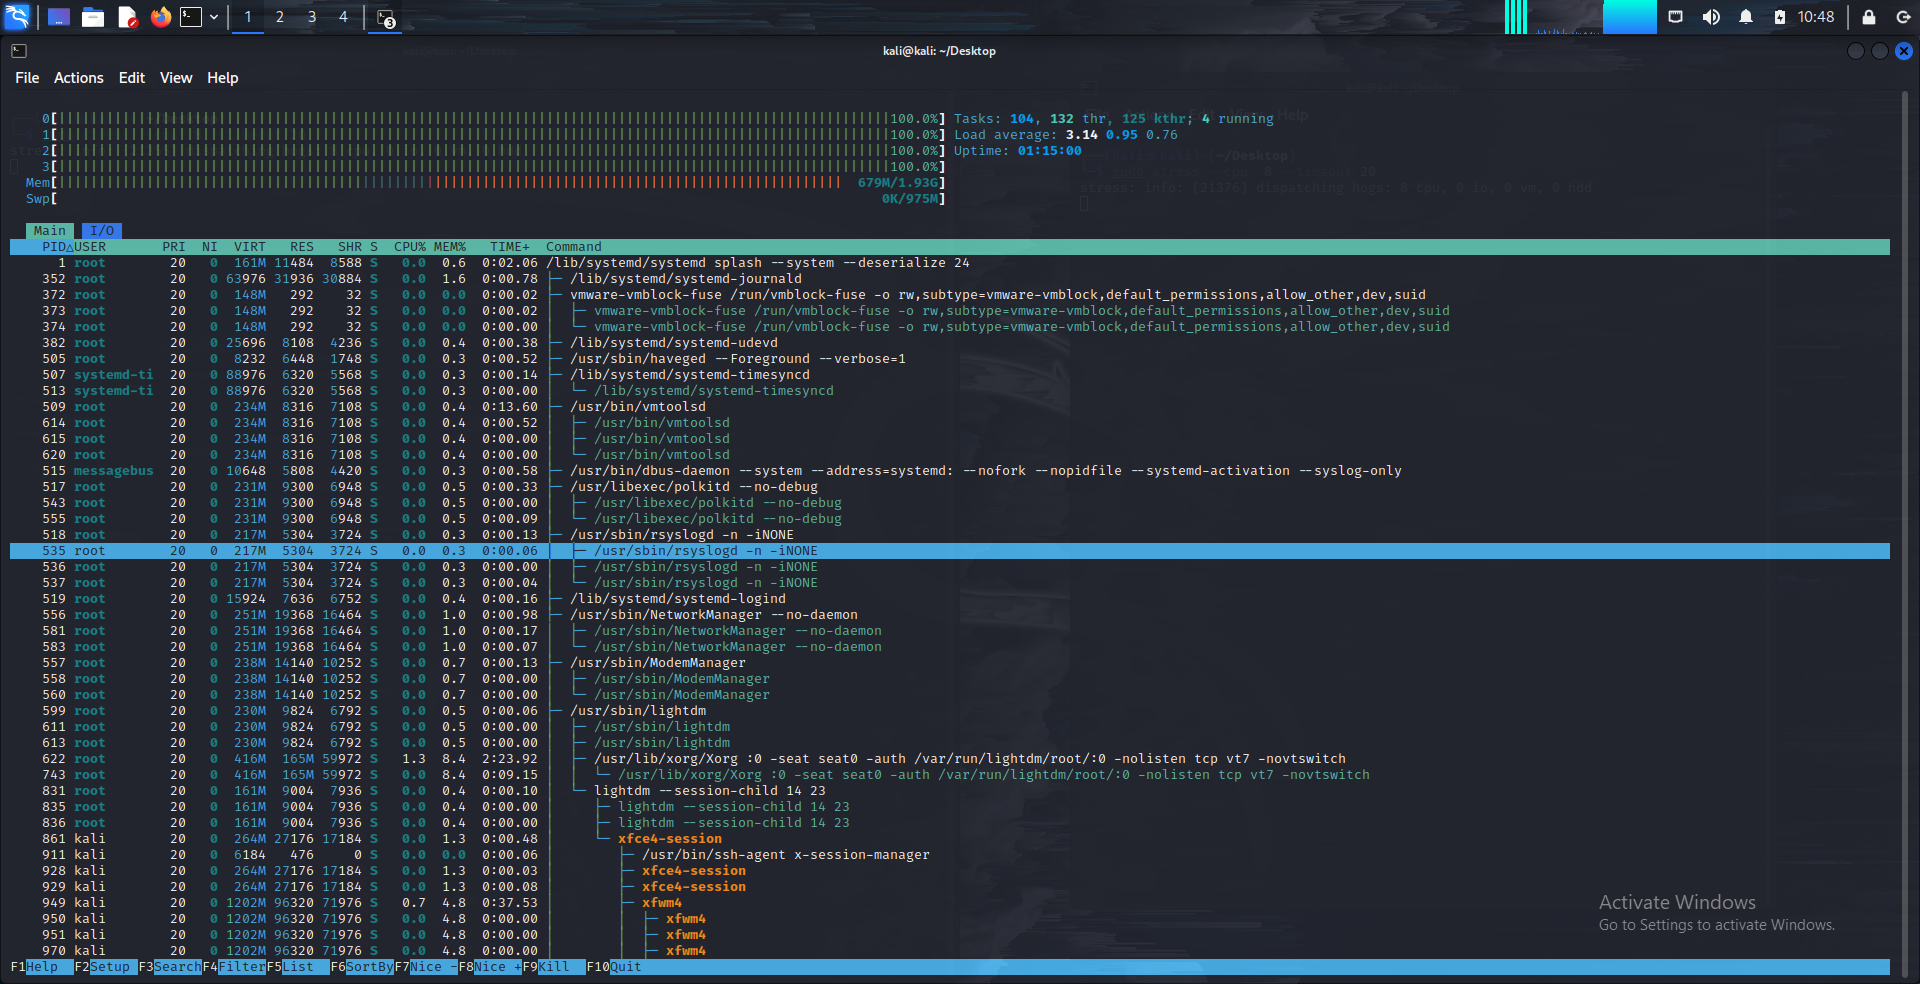 1 2 3 4 3 10:48
kali@kali: ~/Desktop
File Actions Edit View Help
0[ 100.0%] Tasks: 104, 132 thr, 125 kthr; 4 running
1[ 100.0%] Load average: 3.14 0.95 0.76
2[ 100.0%] Uptime: 01:15:00
3[ 100.0%]
Mem[ 679M/1.93G]
Swp[ 0K/975M]
stress: info: [21376] dispatching hogs: 8 cpu, 0 io, 0 vm, 0 hdd
Main I/O
PID△USER PRI NI VIRT RES SHR S CPU% MEM% TIME+ Command
1 root 20 0 161M 11484 8588 S 0.0 0.6 0:02.06 /lib/systemd/systemd splash --system --deserialize 24
352 root 20 0 63976 31936 30884 S 0.0 1.6 0:00.78 ├─ /lib/systemd/systemd-journald
372 root 20 0 148M 292 32 S 0.0 0.0 0:00.02 ├─ vmware-vmblock-fuse /run/vmblock-fuse -o rw,subtype=vmware-vmblock,default_permissions,allow_other,dev,suid
373 root 20 0 148M 292 32 S 0.0 0.0 0:00.02 │ ├─ vmware-vmblock-fuse /run/vmblock-fuse -o rw,subtype=vmware-vmblock,default_permissions,allow_other,dev,suid
374 root 20 0 148M 292 32 S 0.0 0.0 0:00.00 │ └─ vmware-vmblock-fuse /run/vmblock-fuse -o rw,subtype=vmware-vmblock,default_permissions,allow_other,dev,suid
382 root 20 0 25696 8108 4236 S 0.0 0.4 0:00.38 ├─ /lib/systemd/systemd-udevd
505 root 20 0 8232 6448 1748 S 0.0 0.3 0:00.52 ├─ /usr/sbin/haveged --Foreground --verbose=1
507 systemd-ti 20 0 88976 6320 5568 S 0.0 0.3 0:00.14 ├─ /lib/systemd/systemd-timesyncd
513 systemd-ti 20 0 88976 6320 5568 S 0.0 0.3 0:00.00 │ └─ /lib/systemd/systemd-timesyncd
509 root 20 0 234M 8316 7108 S 0.0 0.4 0:13.60 ├─ /usr/bin/vmtoolsd
614 root 20 0 234M 8316 7108 S 0.0 0.4 0:00.52 │ ├─ /usr/bin/vmtoolsd
615 root 20 0 234M 8316 7108 S 0.0 0.4 0:00.00 │ ├─ /usr/bin/vmtoolsd
620 root 20 0 234M 8316 7108 S 0.0 0.4 0:00.00 │ └─ /usr/bin/vmtoolsd
515 messagebus 20 0 10648 5808 4420 S 0.0 0.3 0:00.58 ├─ /usr/bin/dbus-daemon --system --address=systemd: --nofork --nopidfile --systemd-activation --syslog-only
517 root 20 0 231M 9300 6948 S 0.0 0.5 0:00.33 ├─ /usr/libexec/polkitd --no-debug
543 root 20 0 231M 9300 6948 S 0.0 0.5 0:00.00 │ ├─ /usr/libexec/polkitd --no-debug
555 root 20 0 231M 9300 6948 S 0.0 0.5 0:00.09 │ └─ /usr/libexec/polkitd --no-debug
518 root 20 0 217M 5304 3724 S 0.0 0.3 0:00.13 ├─ /usr/sbin/rsyslogd -n -iNONE
535 root 20 0 217M 5304 3724 S 0.0 0.3 0:00.06 │ ├─ /usr/sbin/rsyslogd -n -iNONE
536 root 20 0 217M 5304 3724 S 0.0 0.3 0:00.00 │ ├─ /usr/sbin/rsyslogd -n -iNONE
537 root 20 0 217M 5304 3724 S 0.0 0.3 0:00.04 │ └─ /usr/sbin/rsyslogd -n -iNONE
519 root 20 0 15924 7636 6752 S 0.0 0.4 0:00.16 ├─ /lib/systemd/systemd-logind
556 root 20 0 251M 19368 16464 S 0.0 1.0 0:00.98 ├─ /usr/sbin/NetworkManager --no-daemon
581 root 20 0 251M 19368 16464 S 0.0 1.0 0:00.17 │ ├─ /usr/sbin/NetworkManager --no-daemon
583 root 20 0 251M 19368 16464 S 0.0 1.0 0:00.07 │ └─ /usr/sbin/NetworkManager --no-daemon
557 root 20 0 238M 14140 10252 S 0.0 0.7 0:00.13 ├─ /usr/sbin/ModemManager
558 root 20 0 238M 14140 10252 S 0.0 0.7 0:00.00 │ ├─ /usr/sbin/ModemManager
560 root 20 0 238M 14140 10252 S 0.0 0.7 0:00.00 │ └─ /usr/sbin/ModemManager
599 root 20 0 230M 9824 6792 S 0.0 0.5 0:00.06 ├─ /usr/sbin/lightdm
611 root 20 0 230M 9824 6792 S 0.0 0.5 0:00.00 │ ├─ /usr/sbin/lightdm
613 root 20 0 230M 9824 6792 S 0.0 0.5 0:00.00 │ ├─ /usr/sbin/lightdm
622 root 20 0 416M 165M 59972 S 1.3 8.4 2:23.92 │ ├─ /usr/lib/xorg/Xorg :0 -seat seat0 -auth /var/run/lightdm/root/:0 -nolisten tcp vt7 -novtswitch
743 root 20 0 416M 165M 59972 S 0.0 8.4 0:09.15 │ │ └─ /usr/lib/xorg/Xorg :0 -seat seat0 -auth /var/run/lightdm/root/:0 -nolisten tcp vt7 -novtswitch
831 root 20 0 161M 9004 7936 S 0.0 0.4 0:00.10 │ └─ lightdm --session-child 14 23
835 root 20 0 161M 9004 7936 S 0.0 0.4 0:00.00 │ ├─ lightdm --session-child 14 23
836 root 20 0 161M 9004 7936 S 0.0 0.4 0:00.00 │ ├─ lightdm --session-child 14 23
861 kali 20 0 264M 27176 17184 S 0.0 1.3 0:00.48 │ └─ xfce4-session
911 kali 20 0 6184 476 0 S 0.0 0.0 0:00.06 │ ├─ /usr/bin/ssh-agent x-session-manager
928 kali 20 0 264M 27176 17184 S 0.0 1.3 0:00.03 │ ├─ xfce4-session
929 kali 20 0 264M 27176 17184 S 0.0 1.3 0:00.08 │ ├─ xfce4-session
949 kali 20 0 1202M 96320 71976 S 0.7 4.8 0:37.53 │ ├─ xfwm4
950 kali 20 0 1202M 96320 71976 S 0.0 4.8 0:00.00 │ │ ├─ xfwm4
951 kali 20 0 1202M 96320 71976 S 0.0 4.8 0:00.00 │ │ ├─ xfwm4
970 kali 20 0 1202M 96320 71976 S 0.0 4.8 0:00.00 │ │ ├─ xfwm4
F1Help F2Setup F3SearchF4FilterF5List F6SortByF7Nice -F8Nice +F9Kill F10Quit
Activate Windows
Go to Settings to activate Windows.